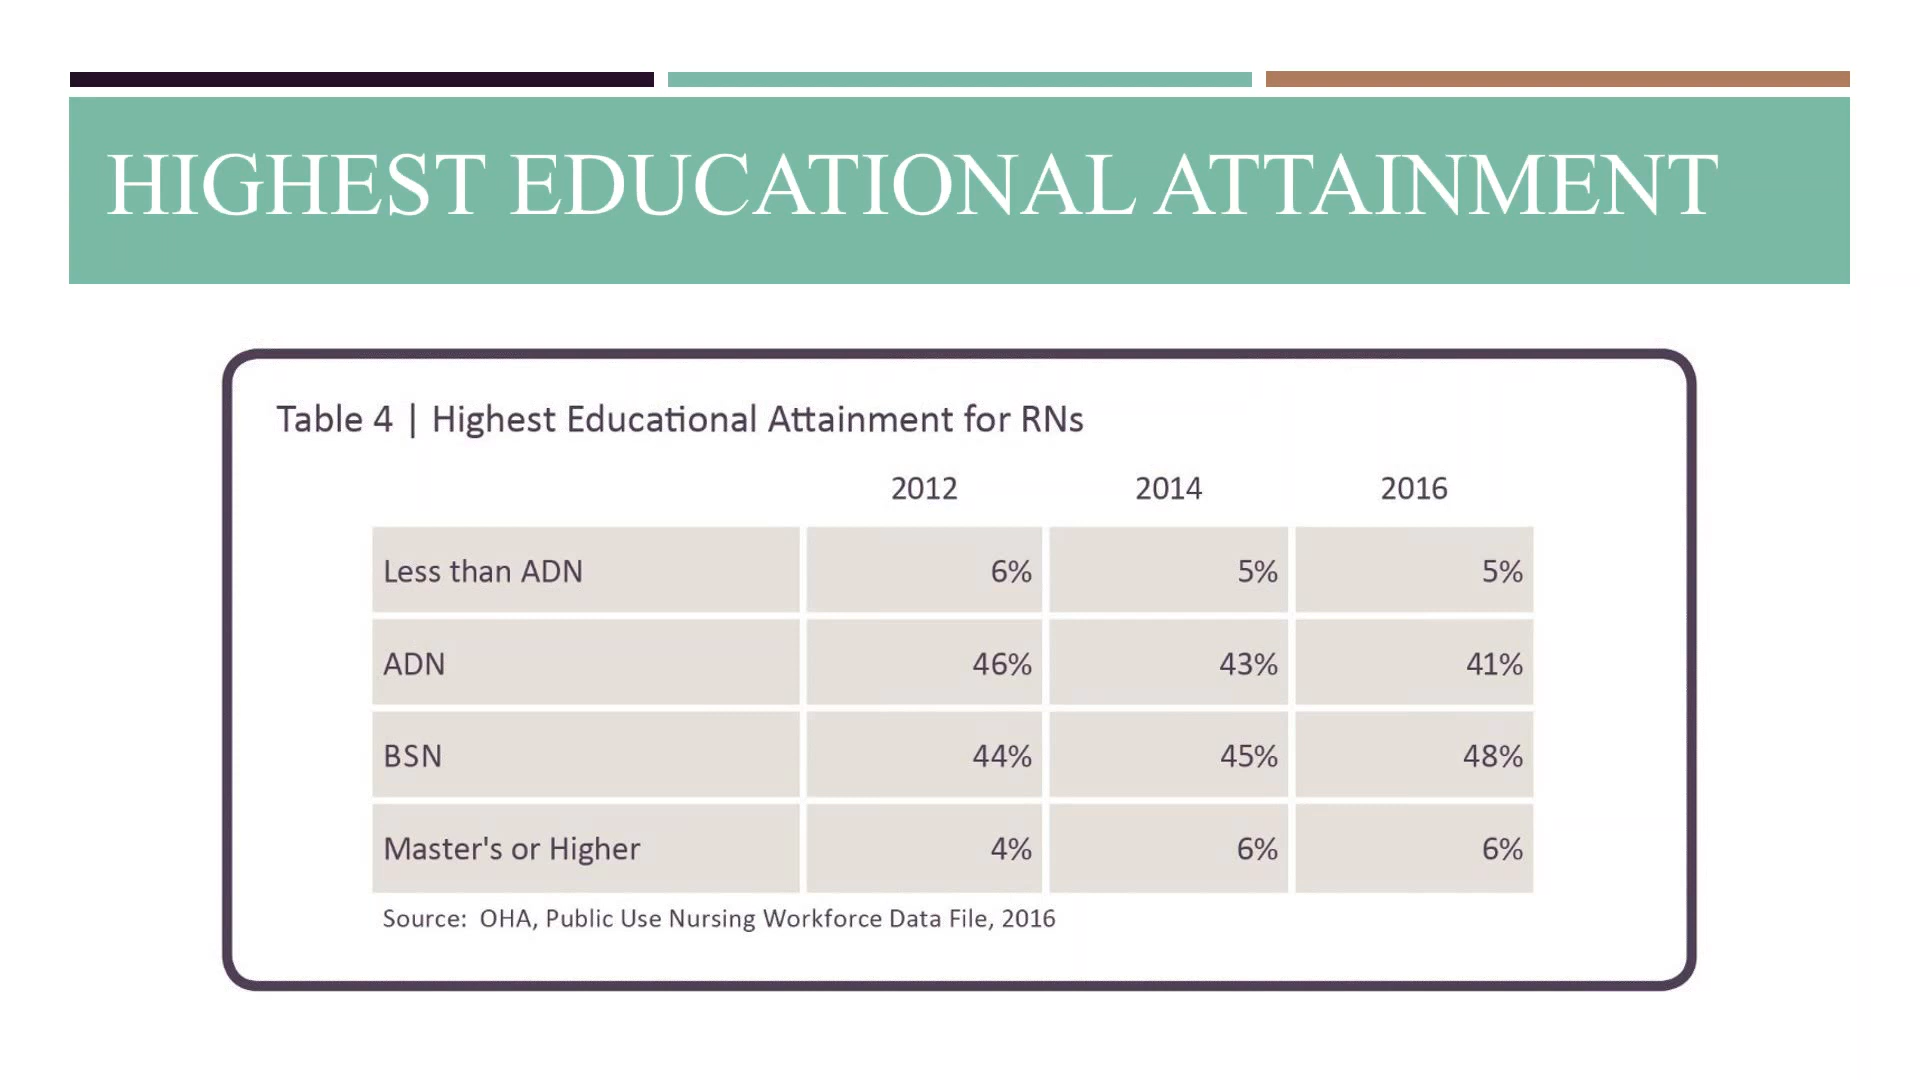 HIGHEST EDUCATIONAL ATTAINMENT
Table 4 | Highest Educational Attainment for RNs
2012 2014 2016
Less than ADN 6% 5% 5%
ADN 46% 43% 41%
BSN 44% 45% 48%
Master's or Higher 4% 6% 6%
Source: OHA, Public Use Nursing Workforce Data File, 2016